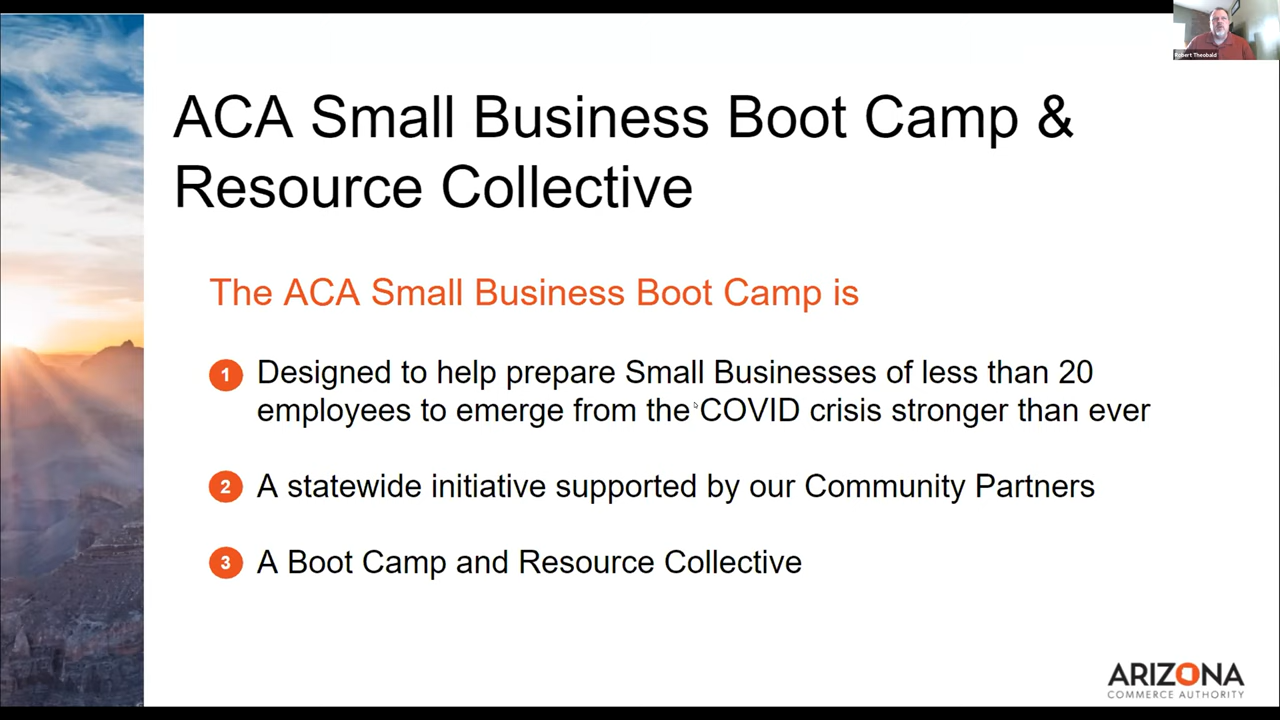 Robert Theobald
ACA Small Business Boot Camp &
Resource Collective
The ACA Small Business Boot Camp is
1 Designed to help prepare Small Businesses of less than 20
employees to emerge from the COVID crisis stronger than ever
2 A statewide initiative supported by our Community Partners
3 A Boot Camp and Resource Collective
ARIZONA
COMMERCE AUTHORITY